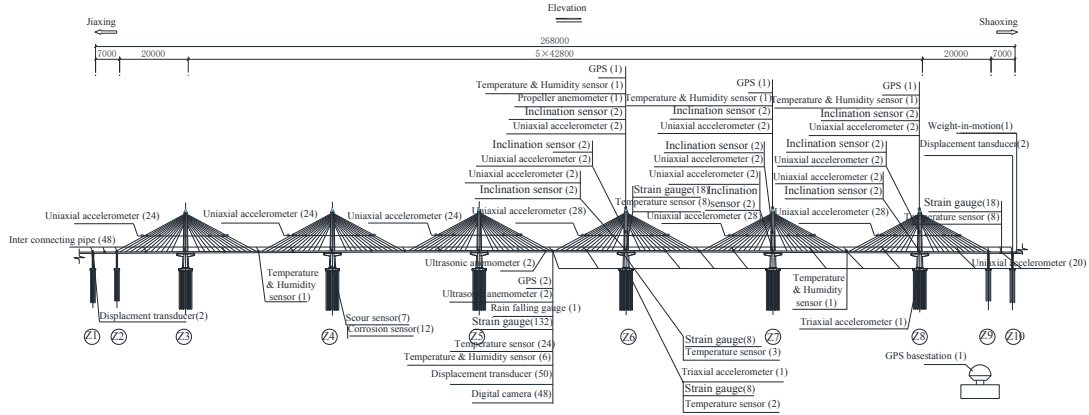 Elevation
Jiaxing
Shaoxing
268000
7000
20000
5×42800
20000
7000
GPS (1)
Temperature & Humidity sensor (1)
Propeller anemometer (1)
Inclination sensor (2)
Uniaxial accelerometer (2)
Inclination sensor (2)
Uniaxial accelerometer (2)
Uniaxial accelerometer (2)
Inclination sensor (2)
Uniaxial accelerometer (28)
GPS (1)
Temperature & Humidity sensor (1)
Inclination sensor (2)
Uniaxial accelerometer (2)
Inclination sensor (2)
Uniaxial accelerometer (2)
Uniaxial accelerometer (2)
Strain gauge(18)
Inclination
sensor (2)
Temperature sensor (8)
Uniaxial accelerometer (28)
GPS (1)
Temperature & Humidity sensor (1)
Inclination sensor (2)
Uniaxial accelerometer (2)
Inclination sensor (2)
Uniaxial accelerometer (2)
Uniaxial accelerometer (2)
Inclination sensor (2)
Uniaxial accelerometer (28)
Weight-in-motion(1)
Displacement tansducer(2)
Strain gauge(18)
Temperature sensor (8)
Uniaxial accelerometer (24)
Uniaxial accelerometer (24)
Uniaxial accelerometer (24)
Inter connecting pipe (48)
Uniaxial accelerometer (20)
Ultrasonic anemometer (2)
Temperature
& Humidity
sensor (1)
GPS (2)
Ultrasonic anemometer (2)
Rain falling gauge (1)
Strain gauge(132)
Temperature sensor (24)
Temperature & Humidity sensor (6)
Displacement transducer (50)
Digital camera (48)
Temperature
& Humidity
sensor (1)
Displacment transducer(2)
Scour sensor(7)
Corrosion sensor(12)
Triaxial accelerometer (1)
Strain gauge(8)
Temperature sensor (3)
Triaxial accelerometer(1)
Strain gauge(8)
Temperature sensor (2)
Z1
Z2
Z3
Z4
Z5
Z6
Z7
Z8
Z9
Z10
GPS basestation (1)